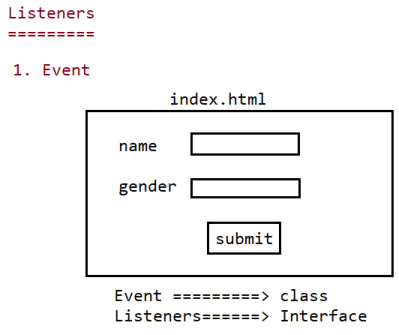 Listeners
=========
1. Event
index.html
name
gender
submit
Event =========> class
Listeners======> Interface